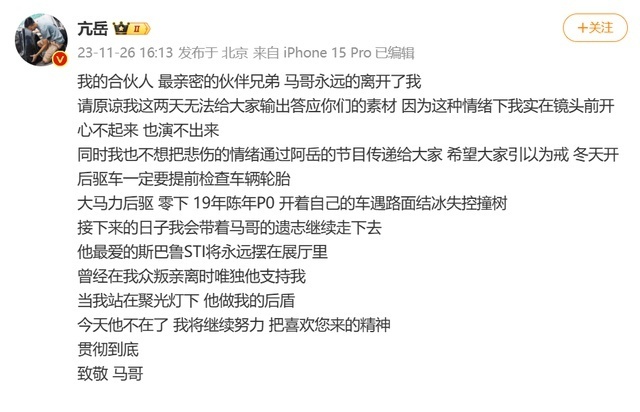 亢岳
II
23-11-26 16:13 发布于 北京 来自 iPhone 15 Pro 已编辑
+关注
我的合伙人 最亲密的伙伴兄弟 马哥永远的离开了我
请原谅我这两天无法给大家输出答应你们的素材 因为这种情绪下我实在镜头前开
心不起来 也演不出来
同时我也不想把悲伤的情绪通过阿岳的节目传递给大家 希望大家引以为戒 冬天开
后驱车一定要提前检查车辆轮胎
大马力后驱 零下 19年陈年P0 开着自己的车遇路面结冰失控撞树
接下来的日子我会带着马哥的遗志继续走下去
他最爱的斯巴鲁STI将永远摆在展厅里
曾经在我众叛亲离时唯独他支持我
当我站在聚光灯下 他做我的后盾
今天他不在了 我将继续努力 把喜欢您来的精神
贯彻到底
致敬 马哥